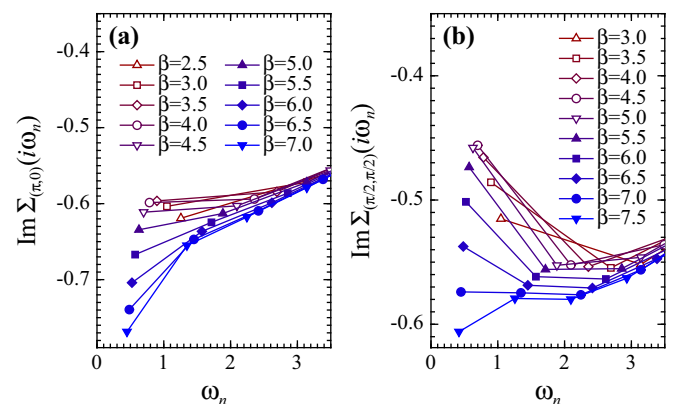 (a)
Im Σ(π,0)(iωn)
-0.4
-0.5
-0.6
-0.7
0 1 2 3
ωn
β=2.5
β=3.0
β=3.5
β=4.0
β=4.5
β=5.0
β=5.5
β=6.0
β=6.5
β=7.0
(b)
Im Σ(π/2,π/2)(iωn)
-0.4
-0.5
-0.6
0 1 2 3
ωn
β=3.0
β=3.5
β=4.0
β=4.5
β=5.0
β=5.5
β=6.0
β=6.5
β=7.0
β=7.5